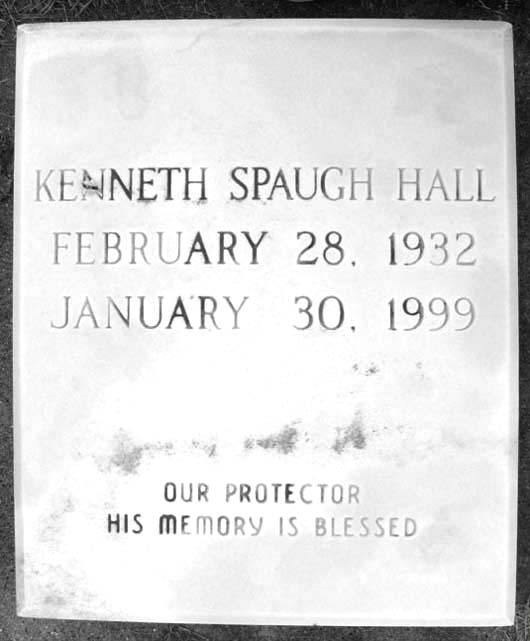 KENNETH SPAUGH HALL
FEBRUARY 28, 1932
JANUARY 30, 1999
OUR PROTECTOR
HIS MEMORY IS BLESSED